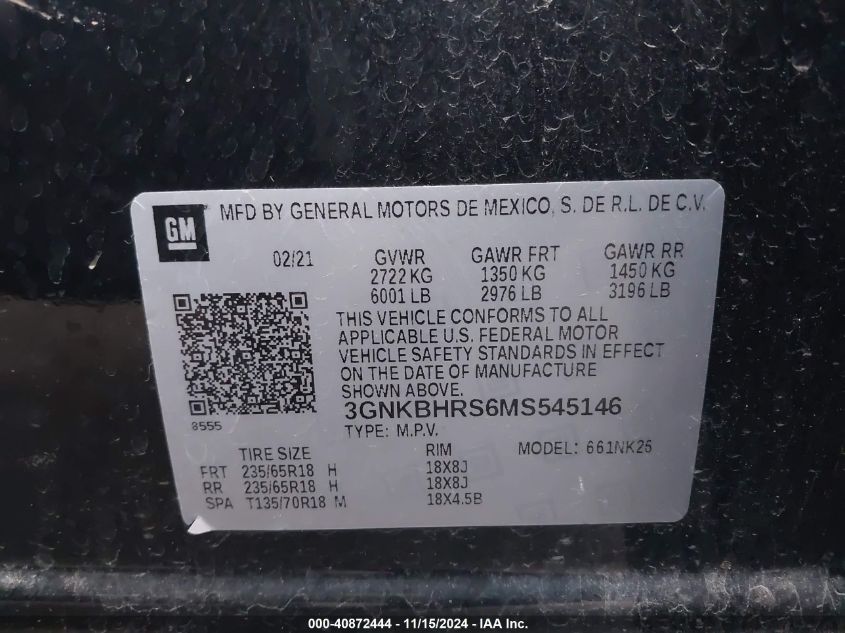 GM
MFD BY GENERAL MOTORS DE MEXICO, S. DE R.L. DE C.V.
02/21 GVWR GAWR FRT GAWR RR
2722 KG 1350 KG 1450 KG
6001 LB 2976 LB 3196 LB
THIS VEHICLE CONFORMS TO ALL
APPLICABLE U.S. FEDERAL MOTOR
VEHICLE SAFETY STANDARDS IN EFFECT
ON THE DATE OF MANUFACTURE
SHOWN ABOVE.
3GNKBHRS6MS545146
8555
TYPE: M.P.V.
TIRE SIZE RIM MODEL: 661NK26
FRT 235/65R18 H 18X8J
RR 235/65R18 H 18X8J
SPA T135/70R18 M 18X4.5B
000-40872444 - 11/15/2024 - IAA Inc.